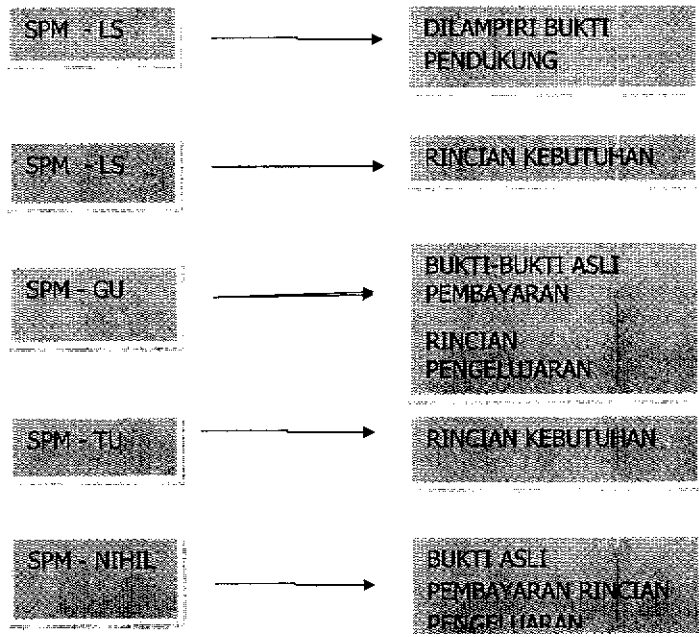 SPM - LS
DILAMPIRI BUKTI
PENDUKUNG
SPM - LS
RINCIAN KEBUTUHAN
SPM - GU
BUKTI-BUKTI ASLI
PEMBAYARAN
RINCIAN
PENGELUARAN
SPM - TU
RINCIAN KEBUTUHAN
SPM - NIHIL
BUKTI ASLI
PEMBAYARAN RINCIAN
PENGELUARAN